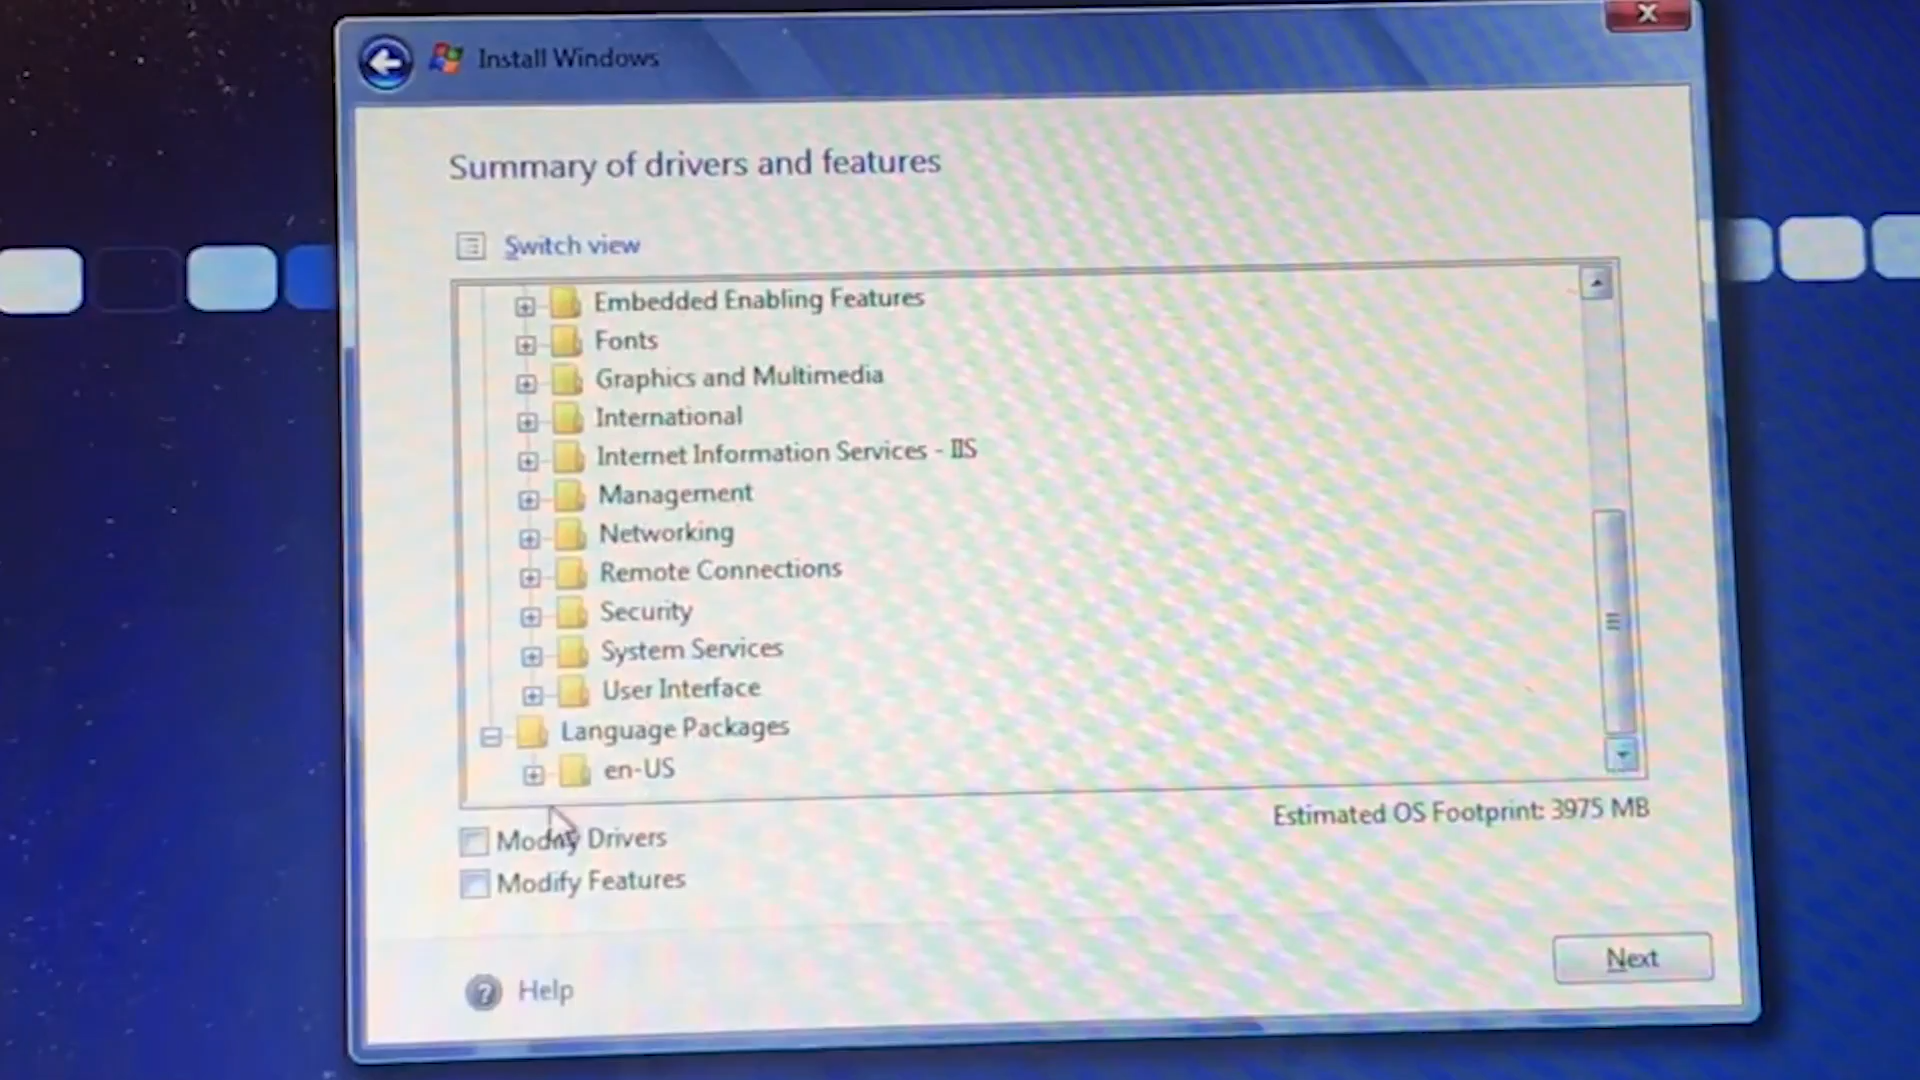 Install Windows
Summary of drivers and features
Switch view
Embedded Enabling Features
Fonts
Graphics and Multimedia
International
Internet Information Services - IIS
Management
Networking
Remote Connections
Security
System Services
User Interface
Language Packages
en-US
Estimated OS Footprint: 3975 MB
Modify Drivers
Modify Features
Next
Help